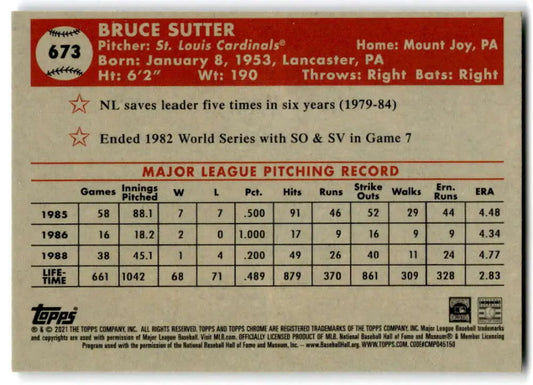 673
BRUCE SUTTER
Pitcher: St. Louis Cardinals® Home: Mount Joy, PA
Born: January 8, 1953, Lancaster, PA
Ht: 6'2" Wt: 190 Throws: Right Bats: Right
NL saves leader five times in six years (1979-84)
Ended 1982 World Series with SO & SV in Game 7
MAJOR LEAGUE PITCHING RECORD
Games Innings Pitched W L Pct. Hits Runs Strike Outs Walks Ern. Runs ERA
1985 58 88.1 7 7 .500 91 46 52 29 44 4.48
1986 16 18.2 2 0 1.000 17 9 16 9 9 4.34
1988 38 45.1 1 4 .200 49 26 40 11 24 4.77
LIFE-TIME 661 1042 68 71 .489 879 370 861 309 328 2.83
Topps
® & © 2021 THE TOPPS COMPANY, INC. ALL RIGHTS RESERVED. TOPPS AND TOPPS CHROME ARE REGISTERED TRADEMARKS OF THE TOPPS COMPANY, INC. Major League Baseball trademarks
and copyrights are used with permission of Major League Baseball. Visit MLB.com. OFFICIALLY LICENSED PRODUCT OF MLB. National Baseball Hall of Fame and Museum® & Member Licensing
Program used with the permission of the National Baseball Hall of Fame and Museum, Inc. -- www.BaseballHall.org. WWW.TOPPS.COM. CODE#CMP045150